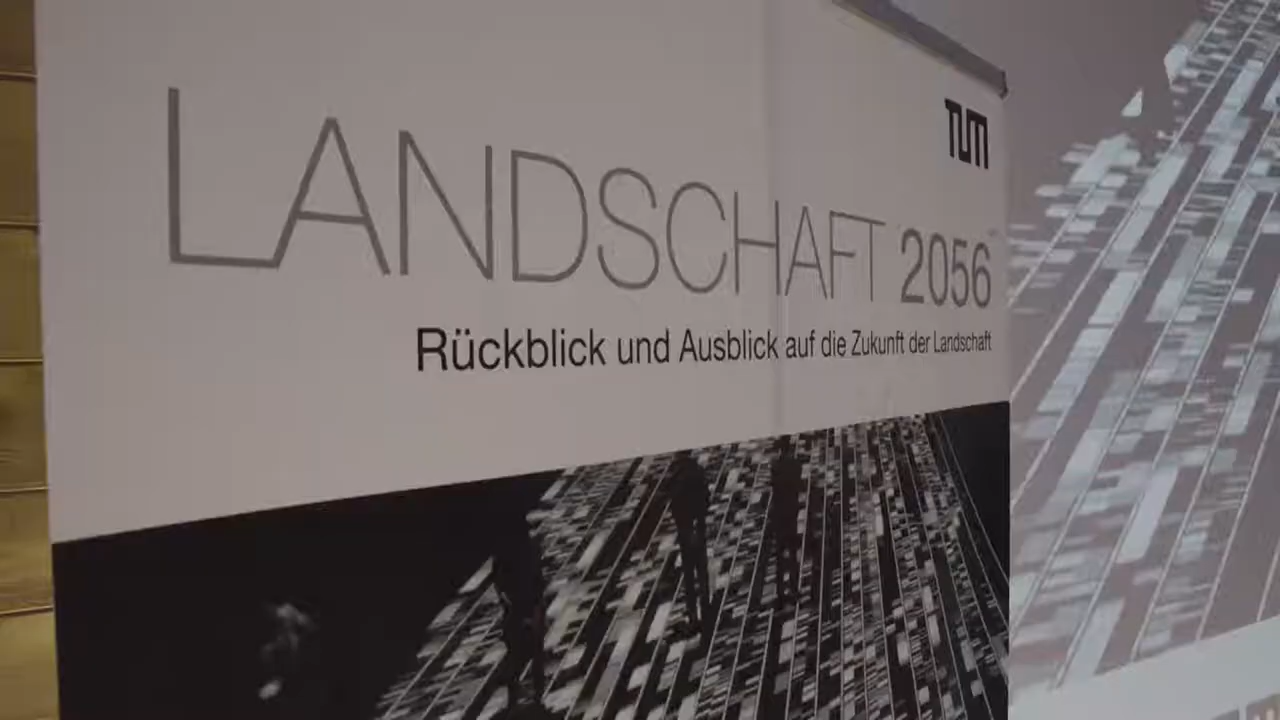 TUM
LANDSCHAFT 2056
Rückblick und Ausblick auf die Zukunft der Landschaft